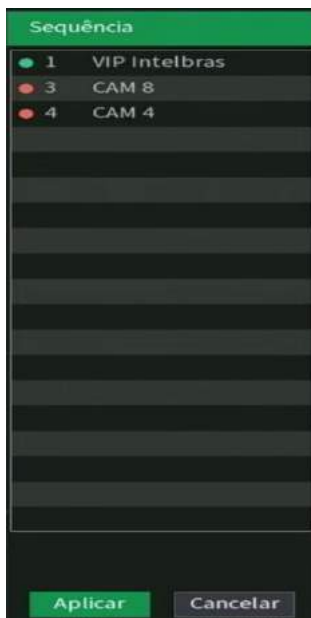 Sequência
1 VIP Intelbras
3 CAM 8
4 CAM 4
Aplicar Cancelar